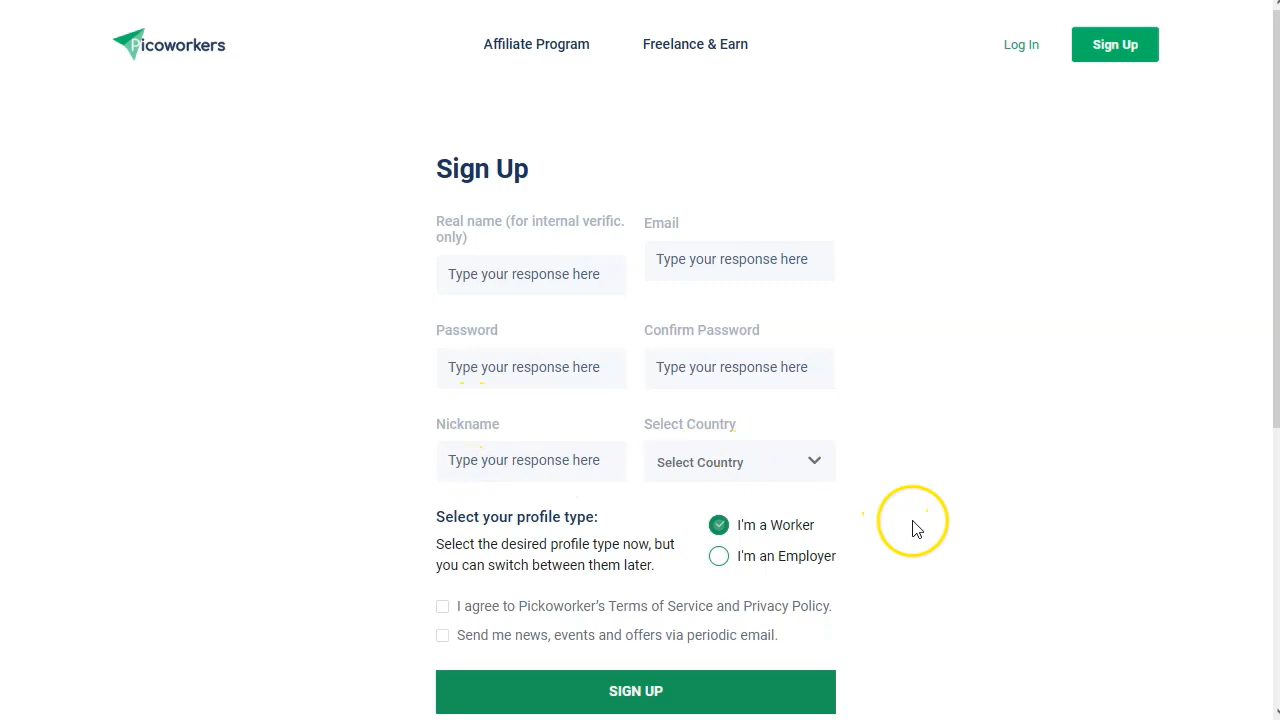 Picoworkers
Affiliate Program
Freelance & Earn
Log In
Sign Up
Sign Up
Real name (for internal verific.
only)
Email
Type your response here
Type your response here
Password
Confirm Password
Type your response here
Type your response here
Nickname
Select Country
Type your response here
Select Country
Select your profile type:
Select the desired profile type now, but
you can switch between them later.
I'm a Worker
I'm an Employer
I agree to Pickoworker's Terms of Service and Privacy Policy.
Send me news, events and offers via periodic email.
SIGN UP